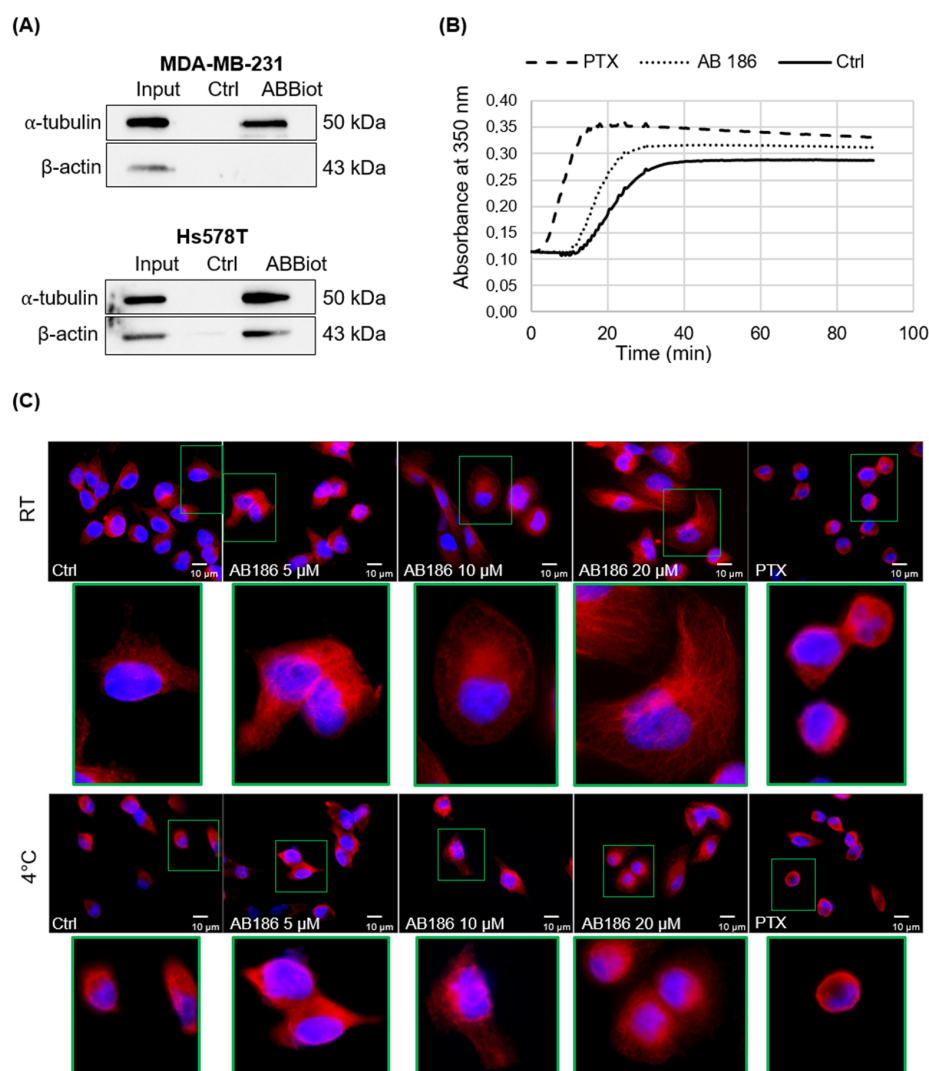 (A)
MDA-MB-231
Input Ctrl ABBiot
α-tubulin 50 kDa
β-actin 43 kDa
Hs578T
Input Ctrl ABBiot
α-tubulin 50 kDa
β-actin 43 kDa
(B)
PTX AB 186 Ctrl
Absorbance at 350 nm
0,40
0,35
0,30
0,25
0,20
0,15
0,10
0,05
0,00
0 20 40 60 80 100
Time (min)
(C)
RT
Ctrl 10 µm AB186 5 µM 10 µm AB186 10 µM 10 µm AB186 20 µM 10 µm PTX 10 µm
4°C
Ctrl 10 µm AB186 5 µM 10 µm AB186 10 µM 10 µm AB186 20 µM 10 µm PTX 10 µm